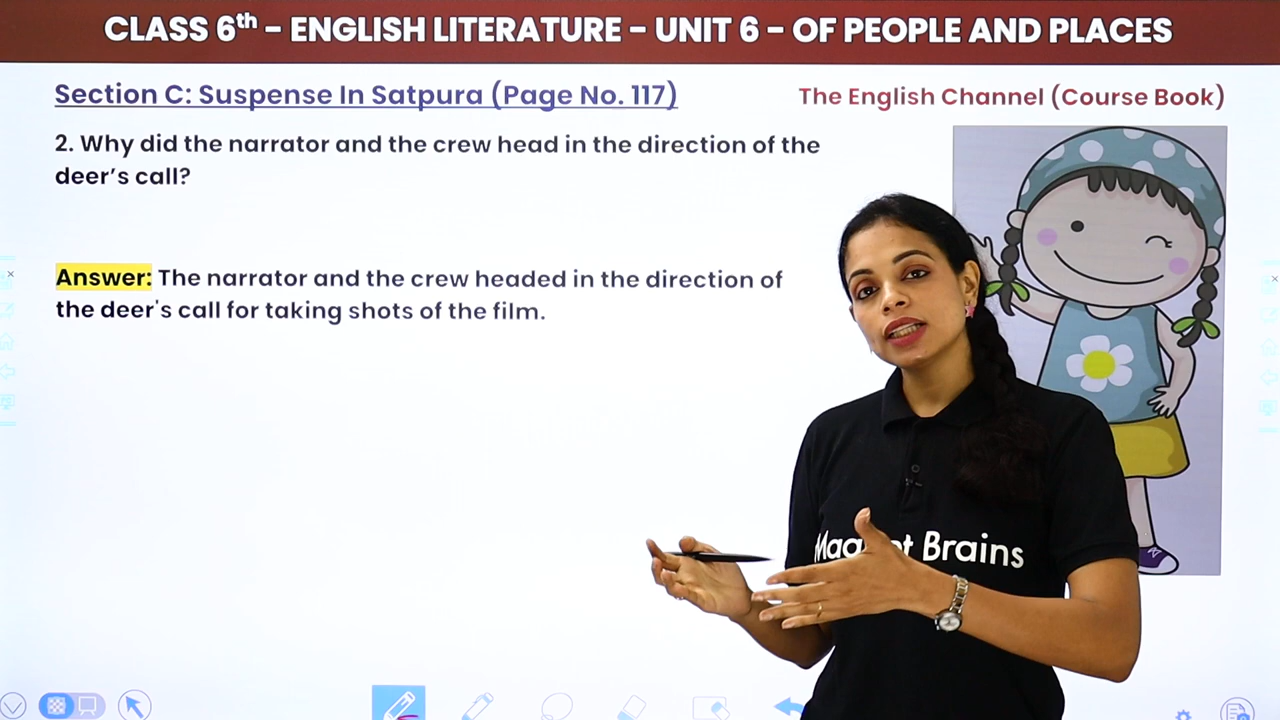 CLASS 6th - ENGLISH LITERATURE - UNIT 6 - OF PEOPLE AND PLACES
Section C: Suspense In Satpura (Page No. 117)
The English Channel (Course Book)
2. Why did the narrator and the crew head in the direction of the
deer's call?
Answer: The narrator and the crew headed in the direction of
the deer's call for taking shots of the film.
Brains